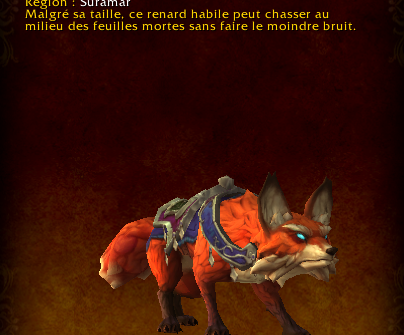 Région : Suramar
Malgré sa taille, ce renard habile peut chasser au
milieu des feuilles mortes sans faire le moindre bruit.